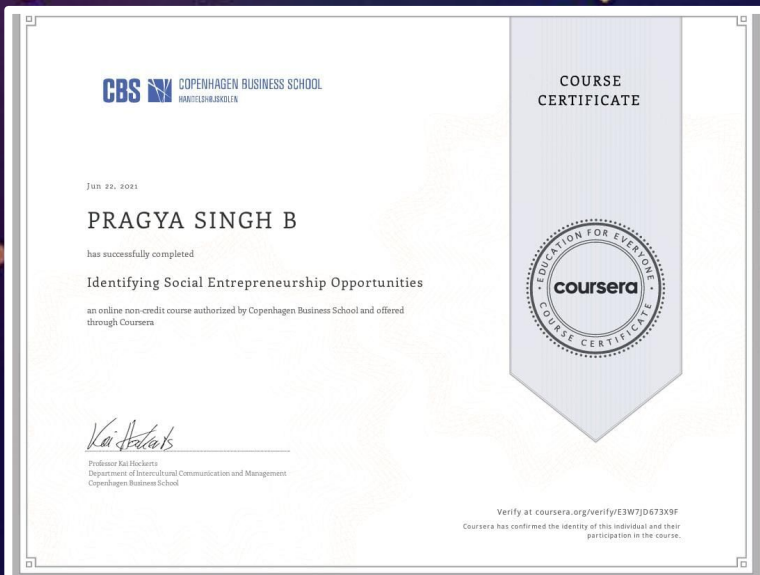 CBS COPENHAGEN BUSINESS SCHOOL
HANDELSHØJSKOLEN
COURSE
CERTIFICATE
Jun 22, 2021
PRAGYA SINGH B
has successfully completed
Identifying Social Entrepreneurship Opportunities
an online non-credit course authorized by Copenhagen Business School and offered
through Coursera
EDUCATION FOR EVERYONE
coursera
COURSE CERTIFICATE
Kai Hockerts
Professor Kai Hockerts
Department of Intercultural Communication and Management
Copenhagen Business School
Verify at coursera.org/verify/E3W7JD673X9F
Coursera has confirmed the identity of this individual and their
participation in the course.